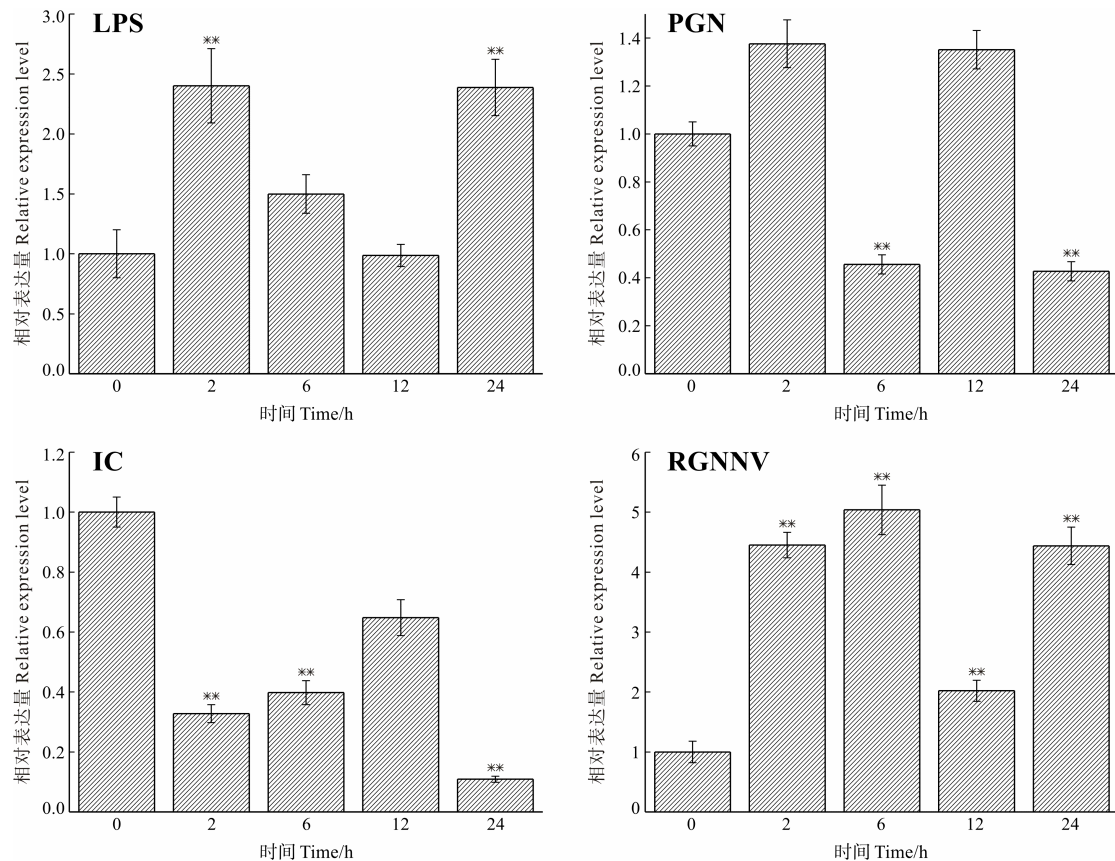 LPS
相对表达量 Relative expression level
3.0
2.5
2.0
1.5
1.0
0.5
0.0
**
**
0 2 6 12 24
时间 Time/h
PGN
相对表达量 Relative expression level
1.4
1.2
1.0
0.8
0.6
0.4
0.2
0.0
**
**
0 2 6 12 24
时间 Time/h
IC
相对表达量 Relative expression level
1.2
1.0
0.8
0.6
0.4
0.2
0.0
**
**
**
0 2 6 12 24
时间 Time/h
RGNNV
相对表达量 Relative expression level
6
5
4
3
2
1
0
**
**
**
**
0 2 6 12 24
时间 Time/h